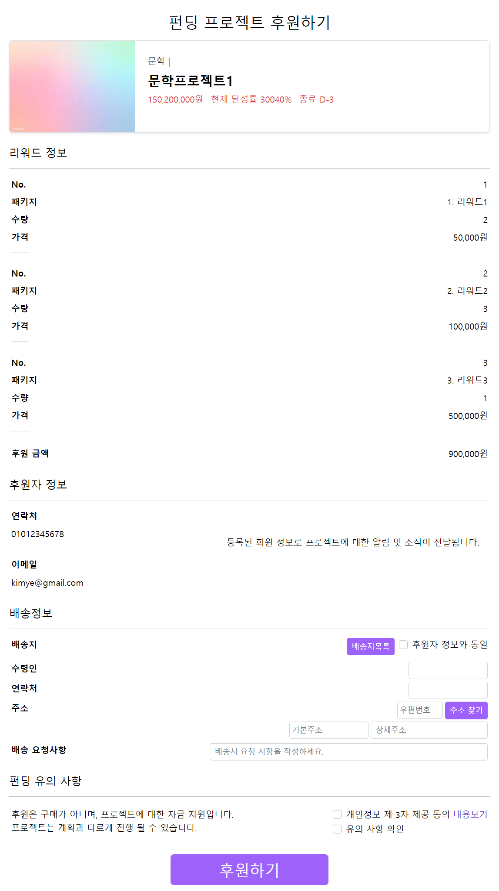 펀딩 프로젝트 후원하기
문학 |
문학프로젝트1
150,200,000원 현재 달성률 30040% 종료 D-3
리워드 정보
No. 1
패키지 1. 리워드1
수량 2
가격 50,000원
No. 2
패키지 2. 리워드2
수량 3
가격 100,000원
No. 3
패키지 3. 리워드3
수량 1
가격 500,000원
후원 금액 900,000원
후원자 정보
연락처
01012345678
등록된 회원 정보로 프로젝트에 대한 알림 및 소식이 전달됩니다.
이메일
kimye@gmail.com
배송정보
배송지 배송지목록 후원자 정보와 동일
수령인
연락처
주소 우편번호 주소 찾기
기본주소 상세주소
배송 요청사항 배송시 요청 사항을 작성하세요.
펀딩 유의 사항
후원은 구매가 아니며, 프로젝트에 대한 자금 지원입니다. 개인정보 제 3자 제공 동의 내용보기
프로젝트는 계획과 다르게 진행 될 수 있습니다. 유의 사항 확인
후원하기